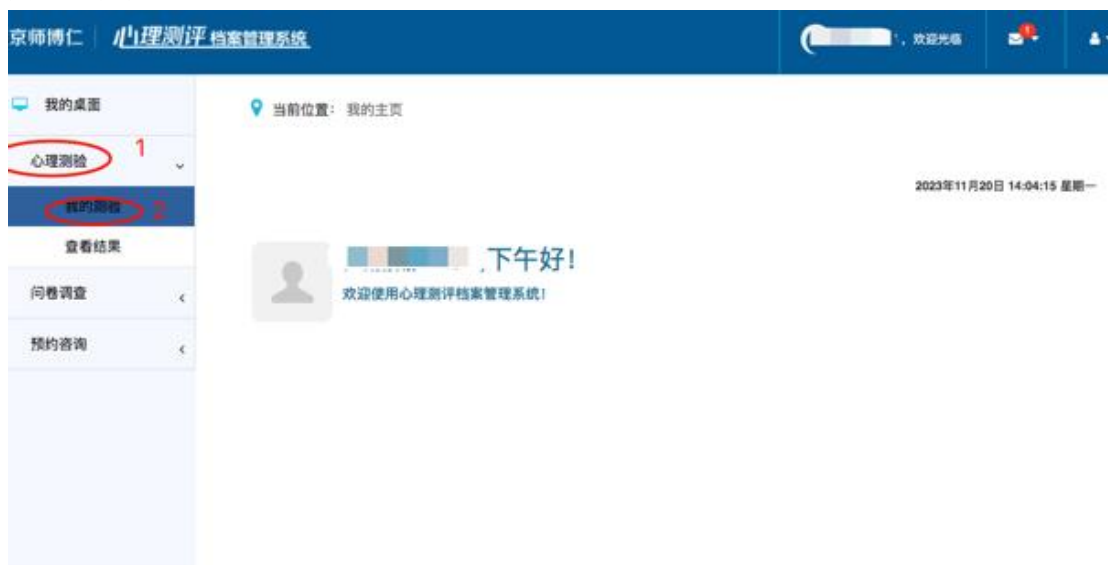 京师博仁 心理测评 档案管理系统
，欢迎光临
1
我的桌面
当前位置： 我的主页
心理测验
1
2023年11月20日 14:04:15 星期一
我的测验
2
查看结果
,下午好！
欢迎使用心理测评档案管理系统！
问卷调查
预约咨询